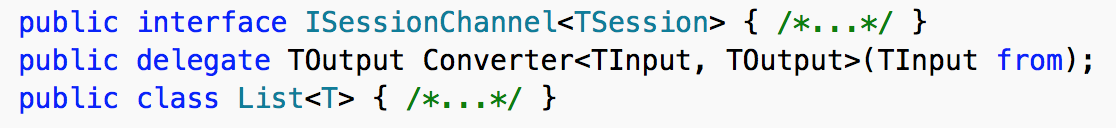 public interface ISessionChannel<TSession> { /*...*/ }
public delegate TOutput Converter<TInput, TOutput>(TInput from);
public class List<T> { /*...*/ }